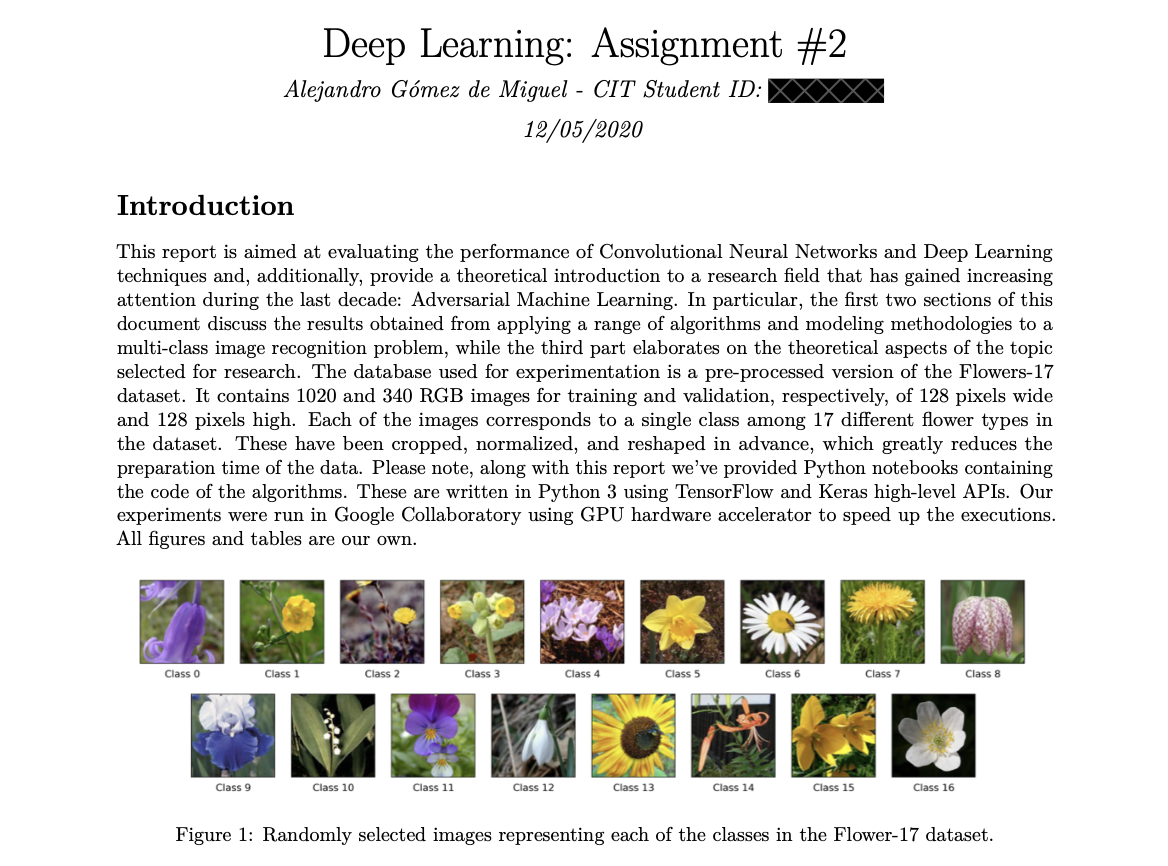 Deep Learning: Assignment #2
Alejandro Gómez de Miguel - CIT Student ID:
12/05/2020
Introduction
This report is aimed at evaluating the performance of Convolutional Neural Networks and Deep Learning
techniques and, additionally, provide a theoretical introduction to a research field that has gained increasing
attention during the last decade: Adversarial Machine Learning. In particular, the first two sections of this
document discuss the results obtained from applying a range of algorithms and modeling methodologies to a
multi-class image recognition problem, while the third part elaborates on the theoretical aspects of the topic
selected for research. The database used for experimentation is a pre-processed version of the Flowers-17
dataset. It contains 1020 and 340 RGB images for training and validation, respectively, of 128 pixels wide
and 128 pixels high. Each of the images corresponds to a single class among 17 different flower types in
the dataset. These have been cropped, normalized, and reshaped in advance, which greatly reduces the
preparation time of the data. Please note, along with this report we've provided Python notebooks containing
the code of the algorithms. These are written in Python 3 using TensorFlow and Keras high-level APIs. Our
experiments were run in Google Collaboratory using GPU hardware accelerator to speed up the executions.
All figures and tables are our own.
Class 0 Class 1 Class 2 Class 3 Class 4 Class 5 Class 6 Class 7 Class 8
Class 9 Class 10 Class 11 Class 12 Class 13 Class 14 Class 15 Class 16
Figure 1: Randomly selected images representing each of the classes in the Flower-17 dataset.